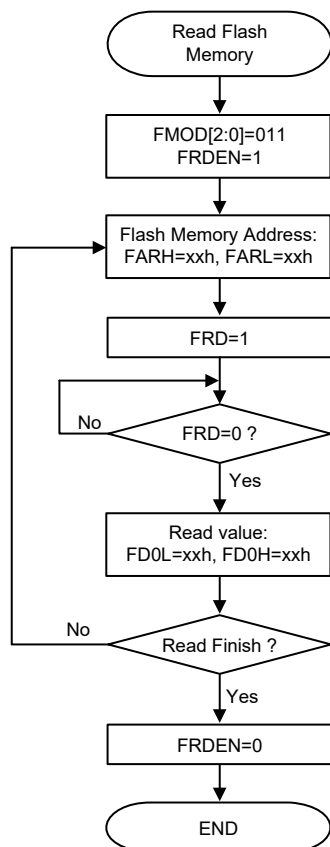 Read Flash
Memory
FMOD[2:0]=011
FRDEN=1
Flash Memory Address:
FARH=xxh, FARL=xxh
FRD=1
No
FRD=0 ?
Yes
Read value:
FD0L=xxh, FD0H=xxh
No
Read Finish ?
Yes
FRDEN=0
END